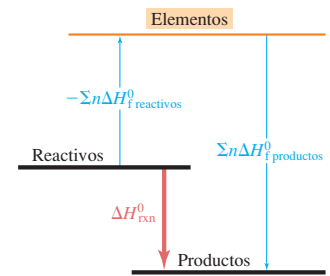 Elementos
−ΣnΔH⁰f reactivos
Reactivos
ΣnΔH⁰f productos
ΔH⁰rxn
Productos